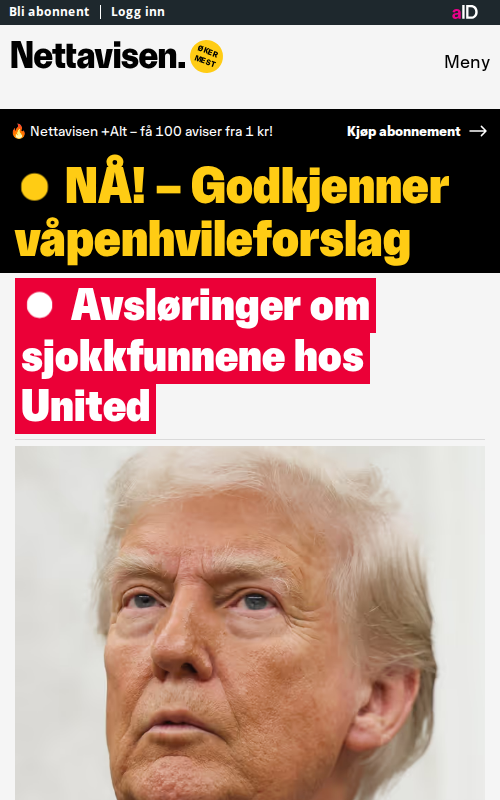 Bli abonnent | Logg inn
aID
Nettavisen.
ØKER
MEST
Meny
🔥 Nettavisen +Alt – få 100 aviser fra 1 kr!
Kjøp abonnement →
● NÅ! – Godkjenner
våpenhvileforslag
● Avsløringer om
sjokkfunnene hos
United